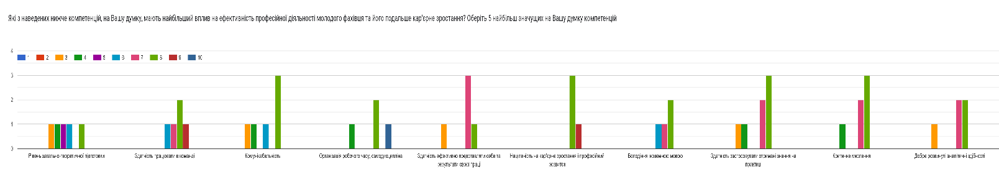 Які з наведених нижче компетенцій, на Вашу думку, мають найбільший вплив на ефективність професійної діяльності молодого фахівця та його подальше кар'єрне зростання? Оберіть 5 найбільш значущих на Вашу думку компетенцій
4
1 2 3 4 5 6 7 8 9 10
3
2
1
0
Рівень загально-теоретичної підготовки
Здатність працювати в команді
Комунікабельність
Організація робочого часу, самодисципліна
Здатність ефективно представляти себе та
результати своєї праці
Націленість на кар'єрне зростання і професійний
розвиток
Володіння іноземною мовою
Здатність застосовувати отримані знання на
практиці
Критичне мислення
Добре розвинуті аналітичні здібності